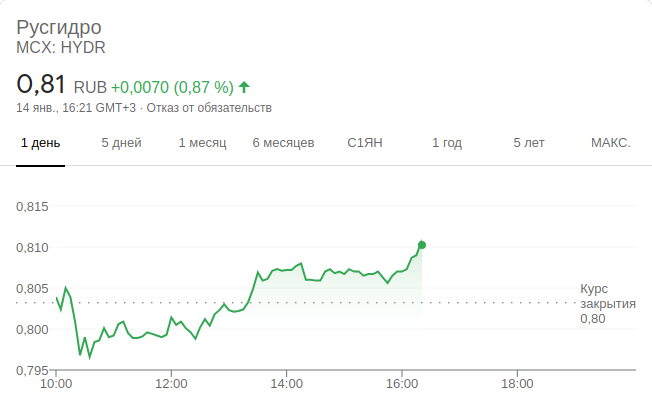 Русгидро
MCX: HYDR
0,81 RUB +0,0070 (0,87 %)
14 янв., 16:21 GMT+3 · Отказ от обязательств
1 день 5 дней 1 месяц 6 месяцев С1ЯН 1 год 5 лет МАКС.
0,815
0,810
0,805
0,800
0,795
Курс
закрытия
0,80
10:00 12:00 14:00 16:00 18:00